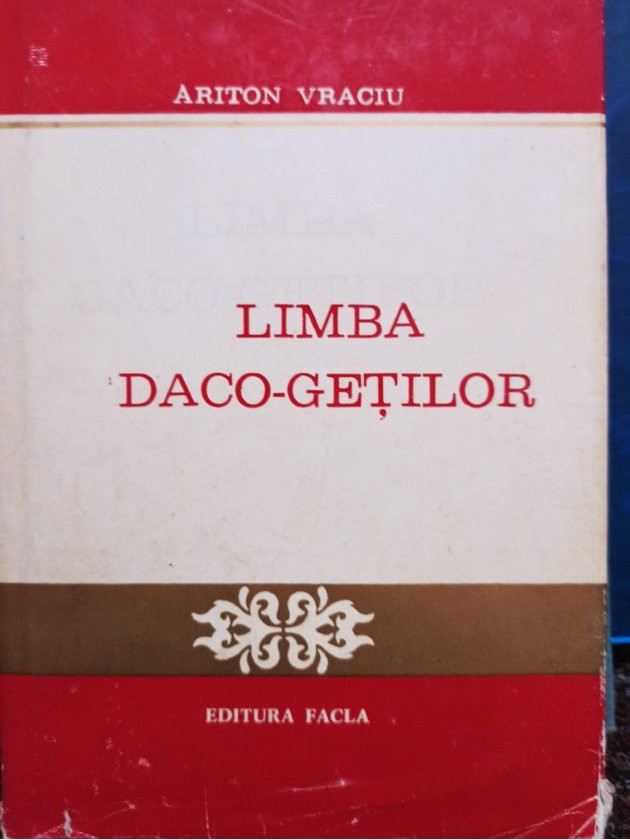 ARITON VRACIU
LIMBA
DACO-GEȚILOR
EDITURA FACLA